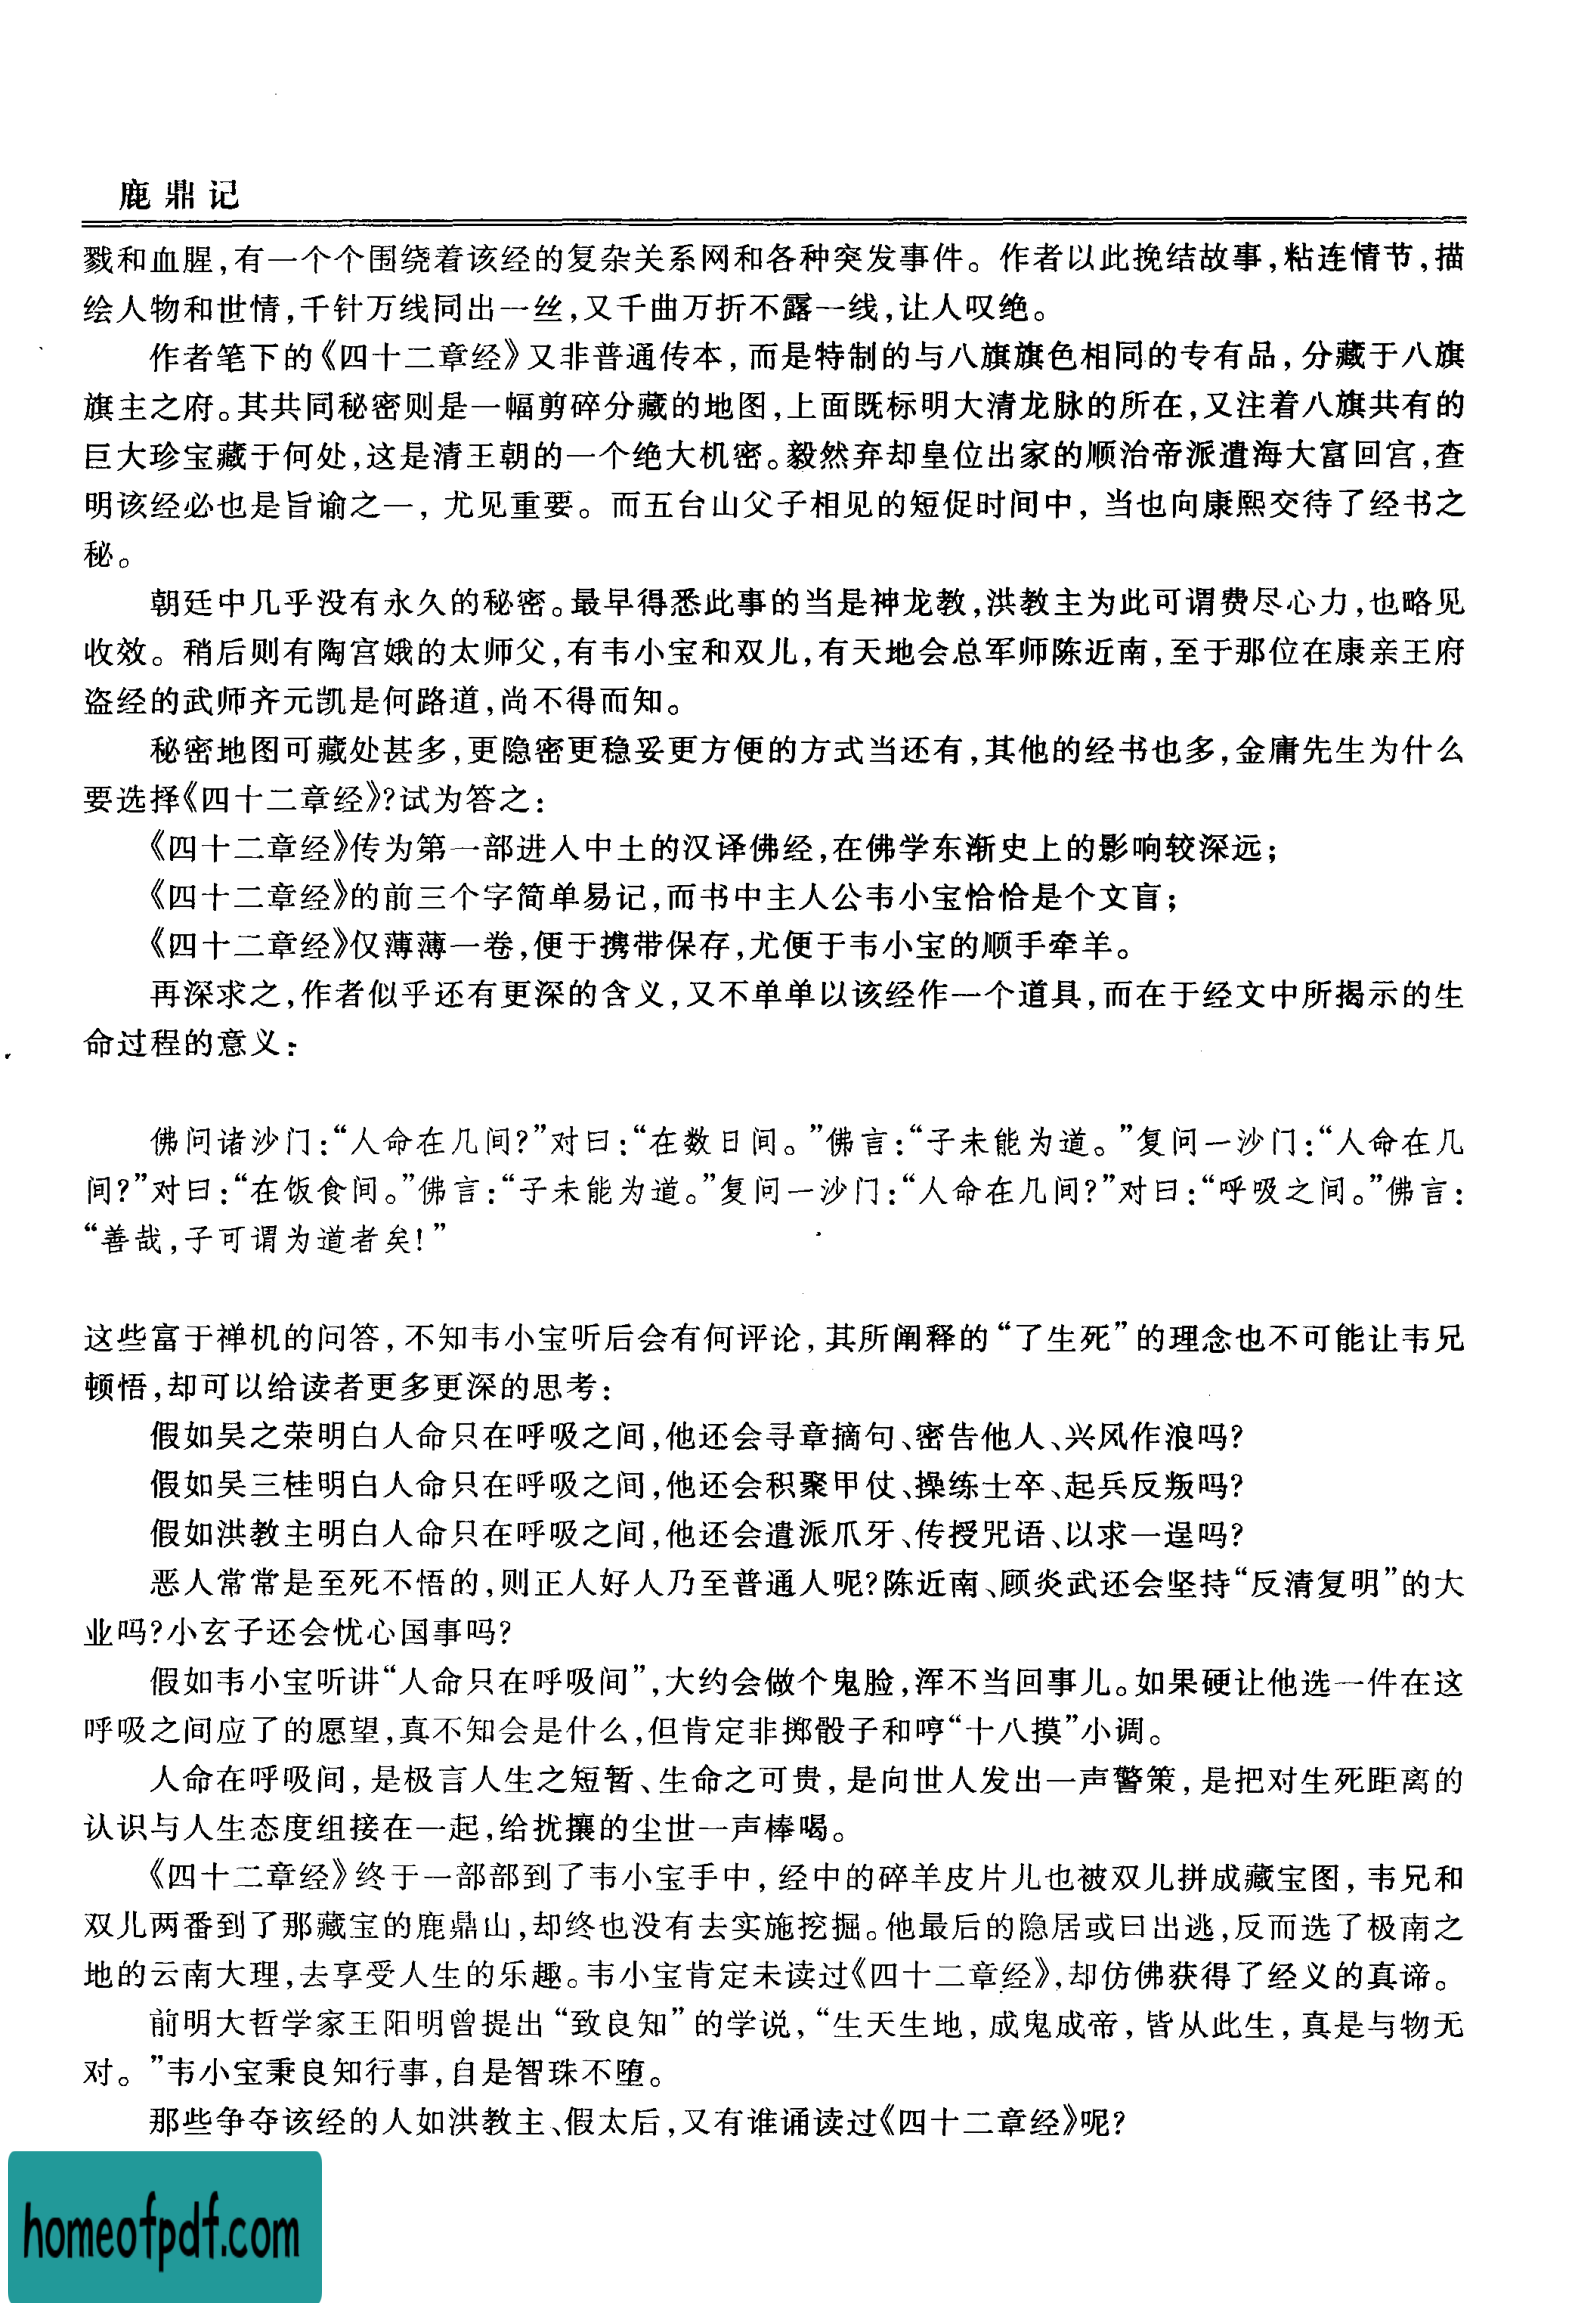 鹿鼎记
戮和血腥,有一个个围绕着该经的复杂关系网和各种突发事件。作者以此挽结故事,粘连情节,描
绘人物和世情,千针万线同出一丝,又千曲万折不露一线,让人叹绝。
作者笔下的《四十二章经》又非普通传本,而是特制的与八旗旗色相同的专有品,分藏于八旗
旗主之府。其共同秘密则是一幅剪碎分藏的地图,上面既标明大清龙脉的所在,又注着八旗共有的
巨大珍宝藏于何处,这是清王朝的一个绝大机密。毅然弃却皇位出家的顺治帝派遣海大富回宫,查
明该经必也是旨谕之一,尤见重要。而五台山父子相见的短促时间中,当也向康熙交待了经书之
秘。
朝廷中几乎没有永久的秘密。最早得悉此事的当是神龙教,洪教主为此可谓费尽心力,也略见
收效。稍后则有陶宫娥的太师父,有韦小宝和双儿,有天地会总军师陈近南,至于那位在康亲王府
盗经的武师齐元凯是何路道,尚不得而知。
秘密地图可藏处甚多,更隐密更稳妥更方便的方式当还有,其他的经书也多,金庸先生为什么
要选择《四十二章经》?试为答之:
《四十二章经》传为第一部进入中土的汉译佛经,在佛学东渐史上的影响较深远;
《四十二章经》的前三个字简单易记,而书中主人公韦小宝恰恰是个文盲;
《四十二章经》仅薄薄一卷,便于携带保存,尤便于韦小宝的顺手牵羊。
再深求之,作者似乎还有更深的含义,又不单单以该经作一个道具,而在于经文中所揭示的生
命过程的意义:
佛问诸沙门:“人命在几间?”对曰:“在数日间。”佛言:“子未能为道。”复问一沙门:“人命在几
间?”对曰:“在饭食间。”佛言:“子未能为道。”复问一沙门:“人命在几间?”对曰:“呼吸之间。”佛言:
“善哉,子可谓为道者矣!”
这些富于禅机的问答,不知韦小宝听后会有何评论,其所阐释的“了生死”的理念也不可能让韦兄
顿悟,却可以给读者更多更深的思考:
假如吴之荣明白人命只在呼吸之间,他还会寻章摘句、密告他人、兴风作浪吗?
假如吴三桂明白人命只在呼吸之间,他还会积聚甲仗、操练士卒、起兵反叛吗?
假如洪教主明白人命只在呼吸之间,他还会遣派爪牙、传授咒语、以求一逞吗?
恶人常常是至死不悟的,则正人好人乃至普通人呢?陈近南、顾炎武还会坚持“反清复明”的大
业吗?小玄子还会忧心国事吗?
假如韦小宝听讲“人命只在呼吸间”,大约会做个鬼脸,浑不当回事儿。如果硬让他选一件在这
呼吸之间应了的愿望,真不知会是什么,但肯定非掷骰子和哼“十八摸”小调。
人命在呼吸间,是极言人生之短暂、生命之可贵,是向世人发出一声警策,是把对生死距离的
认识与人生态度组接在一起,给扰攘的尘世一声棒喝。
《四十二章经》终于一部部到了韦小宝手中,经中的碎羊皮片儿也被双儿拼成藏宝图,韦兄和
双儿两番到了那藏宝的鹿鼎山,却终也没有去实施挖掘。他最后的隐居或曰出逃,反而选了极南之
地的云南大理,去享受人生的乐趣。韦小宝肯定未读过《四十二章经》,却仿佛获得了经义的真谛。
前明大哲学家王阳明曾提出“致良知”的学说,“生天生地,成鬼成帝,皆从此生,真是与物无
对。”韦小宝秉良知行事,自是智珠不堕。
那些争夺该经的人如洪教主、假太后,又有谁诵读过《四十二章经》呢?
homeofpdf.com